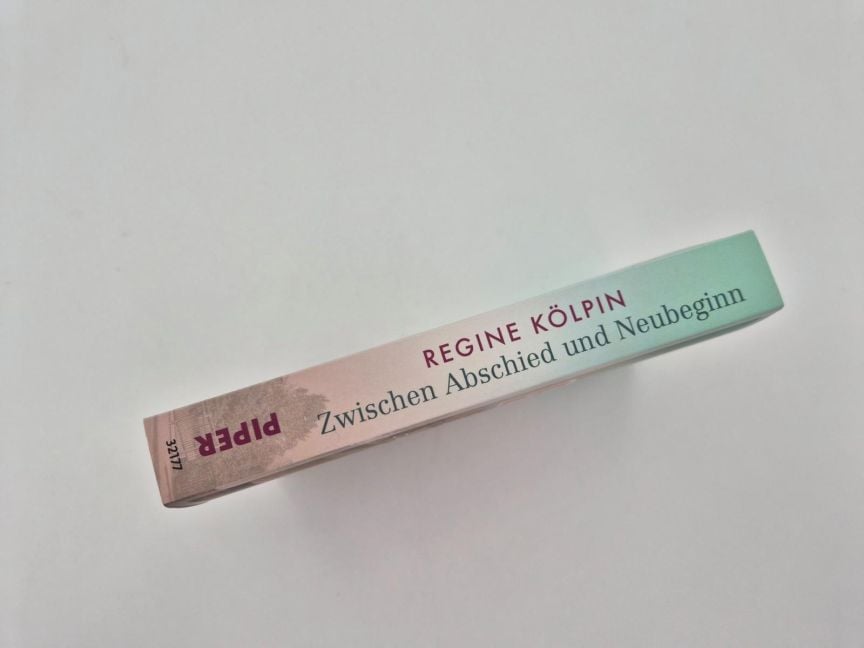 REGINE KÖLPIN
Zwischen Abschied und Neubeginn
PIPER
32177